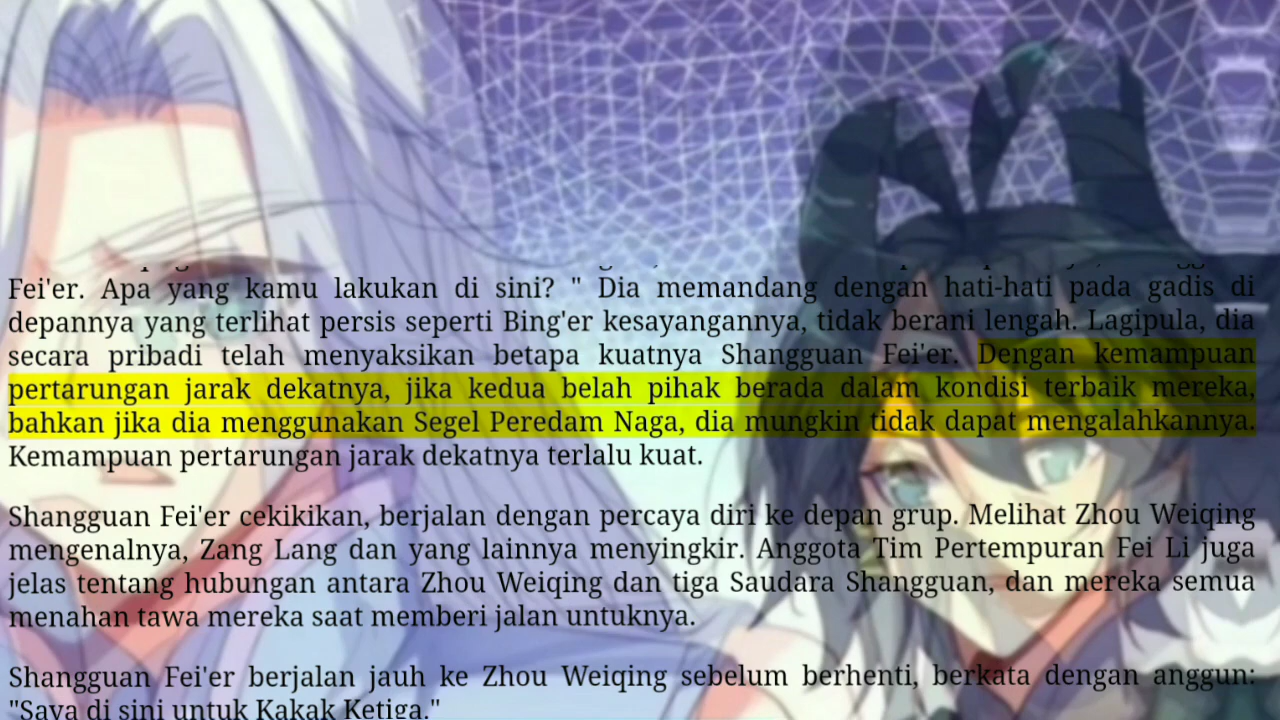 Fei'er. Apa yang kamu lakukan di sini? " Dia memandang dengan hati-hati pada gadis di
depannya yang terlihat persis seperti Bing'er kesayangannya, tidak berani lengah. Lagipula, dia
secara pribadi telah menyaksikan betapa kuatnya Shangguan Fei'er. Dengan kemampuan
pertarungan jarak dekatnya, jika kedua belah pihak berada dalam kondisi terbaik mereka,
bahkan jika dia menggunakan Segel Peredam Naga, dia mungkin tidak dapat mengalahkannya.
Kemampuan pertarungan jarak dekatnya terlalu kuat.
Shangguan Fei'er cekikikan, berjalan dengan percaya diri ke depan grup. Melihat Zhou Weiqing
mengenalnya, Zang Lang dan yang lainnya menyingkir. Anggota Tim Pertempuran Fei Li juga
jelas tentang hubungan antara Zhou Weiqing dan tiga Saudara Shangguan, dan mereka semua
menahan tawa mereka saat memberi jalan untuknya.
Shangguan Fei'er berjalan jauh ke Zhou Weiqing sebelum berhenti, berkata dengan anggun:
"Saya di sini untuk Kakak Ketiga."